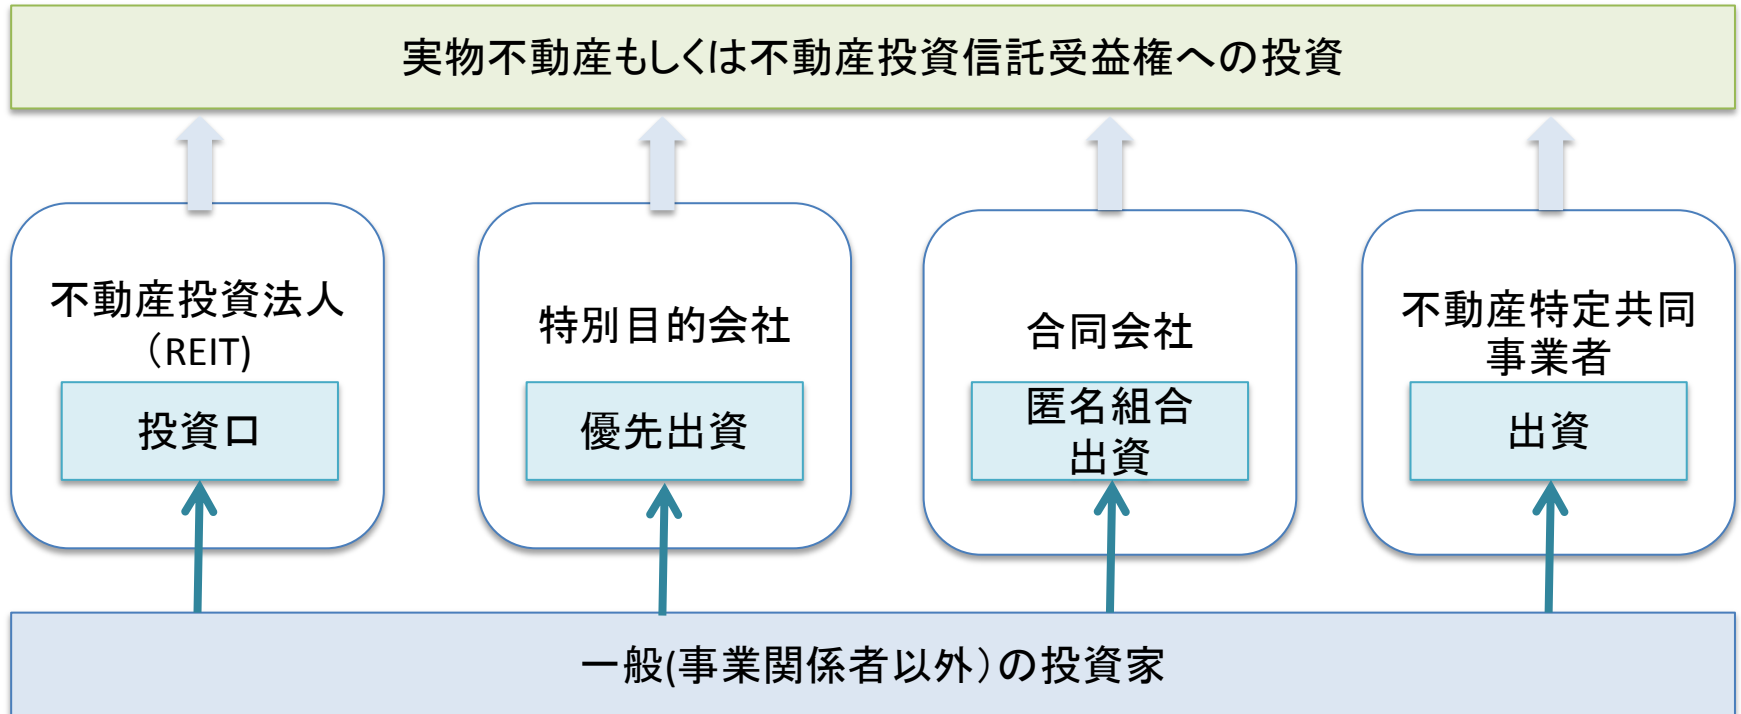 実物不動産もしくは不動産投資信託受益権への投資
不動産投資法人
（REIT)
投資口
特別目的会社
優先出資
合同会社
匿名組合
出資
不動産特定共同
事業者
出資
一般(事業関係者以外）の投資家